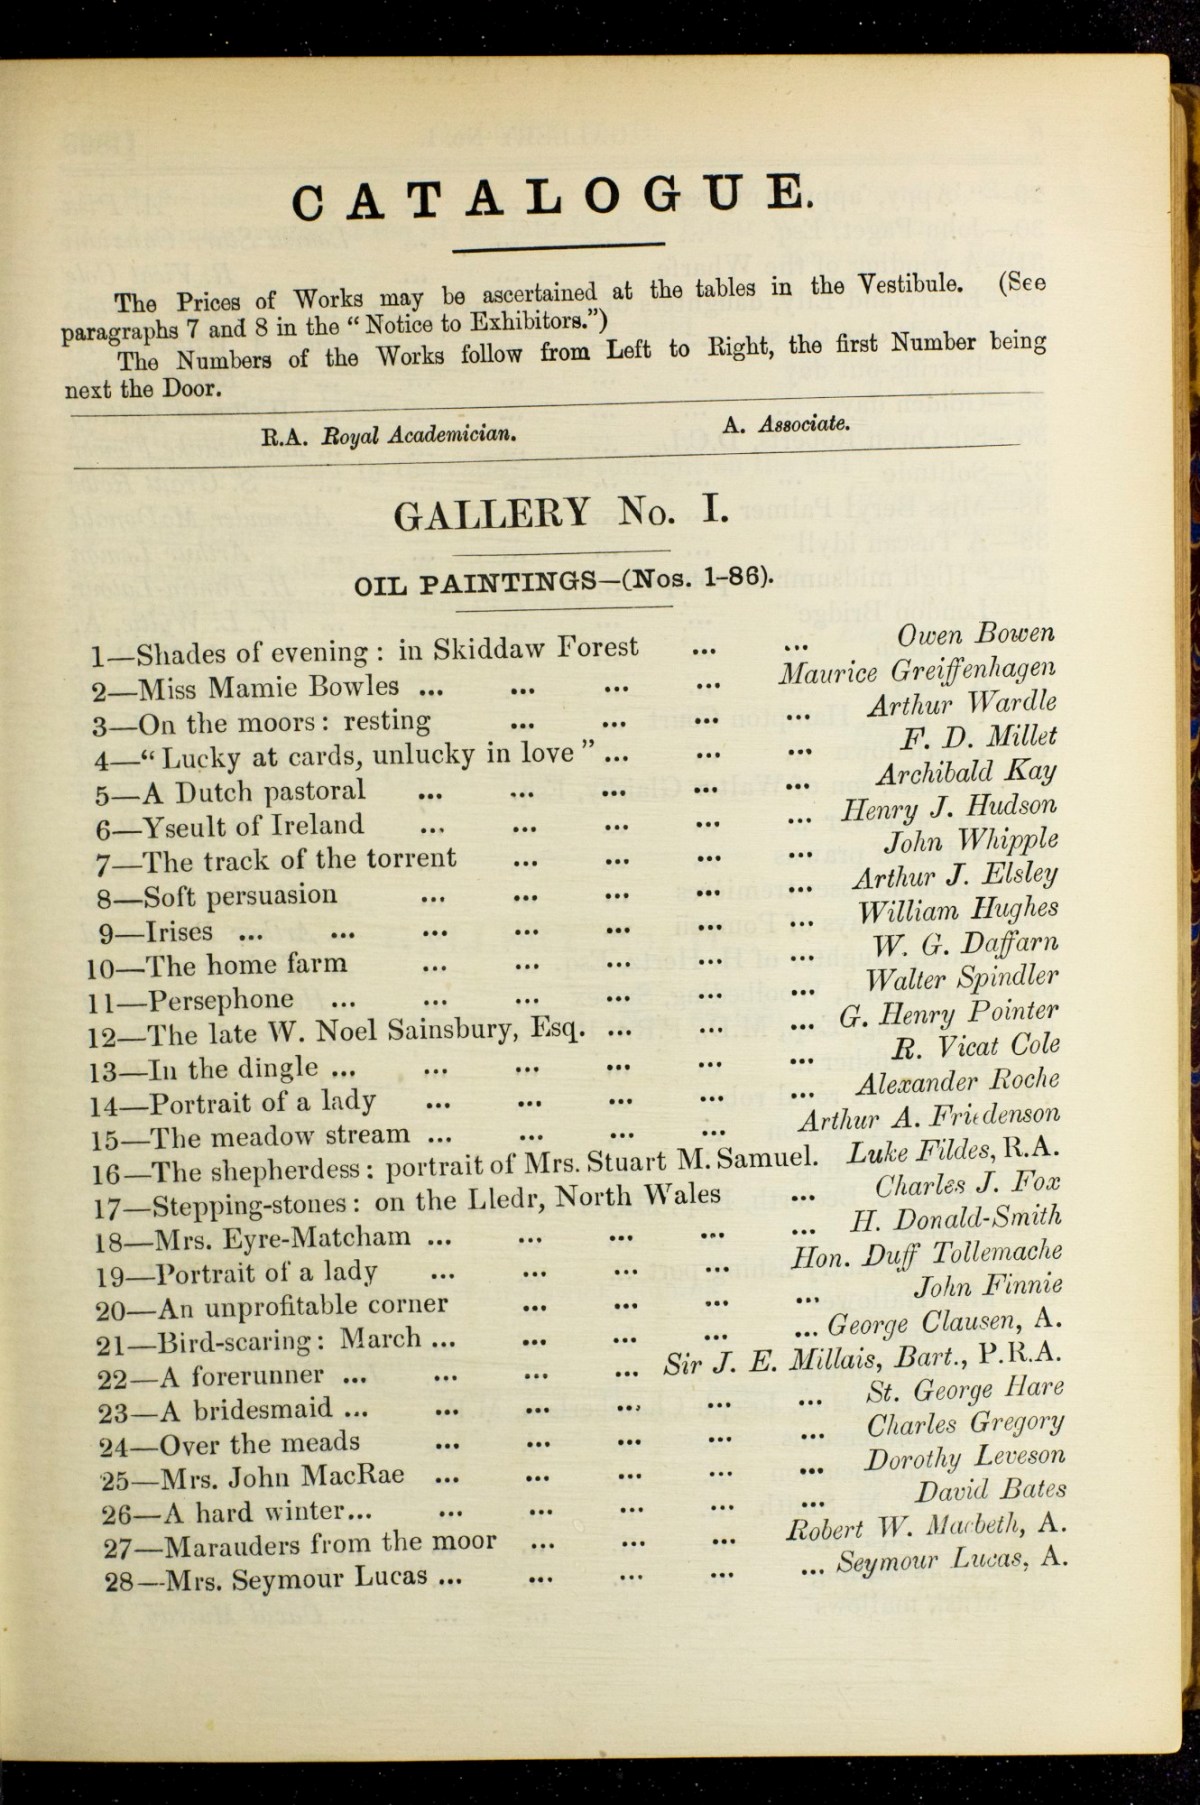 CATALOGUE.
The Prices of Works may be ascertained at the tables in the Vestibule. (See
paragraphs 7 and 8 in the “Notice to Exhibitors.”)
The Numbers of the Works follow from Left to Right, the first Number being
next the Door.
R.A. Royal Academician. A. Associate.
GALLERY No. I.
OIL PAINTINGS—(Nos. 1-86).
1—Shades of evening: in Skiddaw Forest ... ... Owen Bowen
2—Miss Mamie Bowles ... ... ... ... Maurice Greiffenhagen
3—On the moors: resting ... ... ... ... Arthur Wardle
4—“Lucky at cards, unlucky in love” ... ... ... F. D. Millet
5—A Dutch pastoral ... ... ... ... ... Archibald Kay
6—Yseult of Ireland ... ... ... ... ... Henry J. Hudson
7—The track of the torrent ... ... ... ... John Whipple
8—Soft persuasion ... ... ... ... ... Arthur J. Elsley
9—Irises ... ... ... ... ... ... ... William Hughes
10—The home farm ... ... ... ... ... W. G. Daffarn
11—Persephone ... ... ... ... ... ... Walter Spindler
12—The late W. Noel Sainsbury, Esq. ... ... ... G. Henry Pointer
13—In the dingle ... ... ... ... ... ... R. Vicat Cole
14—Portrait of a lady ... ... ... ... ... Alexander Roche
15—The meadow stream ... ... ... ... Arthur A. Friedenson
16—The shepherdess: portrait of Mrs. Stuart M. Samuel. Luke Fildes, R.A.
17—Stepping-stones: on the Lledr, North Wales ... Charles J. Fox
18—Mrs. Eyre-Matcham ... ... ... ... ... H. Donald-Smith
19—Portrait of a lady ... ... ... ... Hon. Duff Tollemache
20—An unprofitable corner ... ... ... ... John Finnie
21—Bird-scaring: March ... ... ... ... ... George Clausen, A.
22—A forerunner ... ... ... ... Sir J. E. Millais, Bart., P.R.A.
23—A bridesmaid ... ... ... ... ... ... St. George Hare
24—Over the meads ... ... ... ... ... Charles Gregory
25—Mrs. John MacRae ... ... ... ... ... Dorothy Leveson
26—A hard winter... ... ... ... ... ... David Bates
27—Marauders from the moor ... ... ... Robert W. Macbeth, A.
28—Mrs. Seymour Lucas ... ... ... ... ... Seymour Lucas, A.